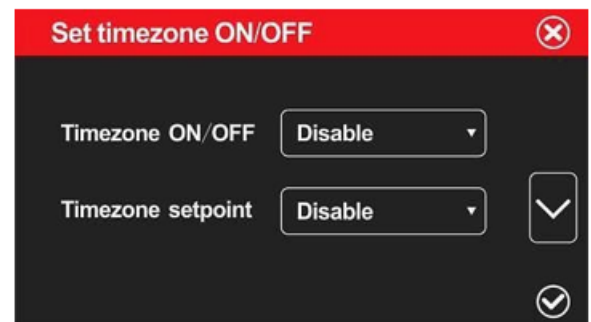 Set timezone ON/OFF
Timezone ON/OFF Disable
Timezone setpoint Disable